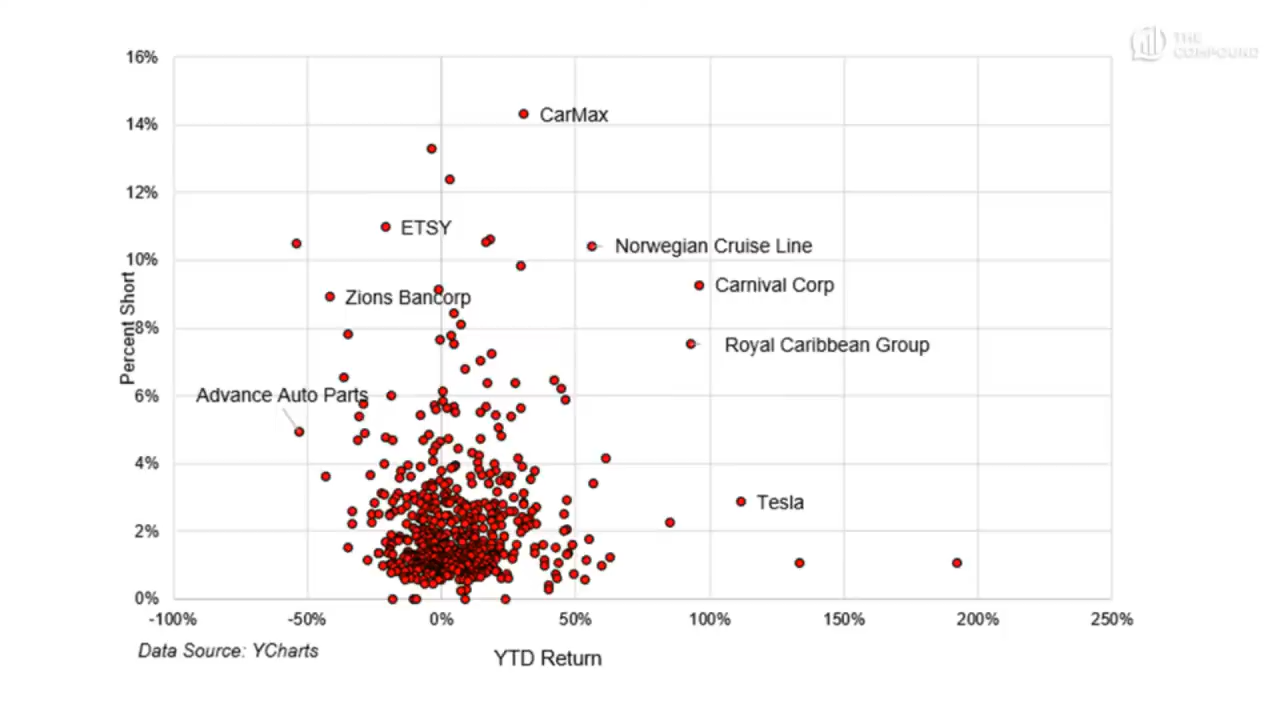 THE
COMPOUND
16%
14%
CarMax
12%
ETSY
10%
Norwegian Cruise Line
Carnival Corp
Zions Bancorp
8%
Percent Short
Royal Caribbean Group
6%
Advance Auto Parts
4%
Tesla
2%
0%
-100%
-50%
0%
50%
100%
150%
200%
250%
Data Source: YCharts
YTD Return